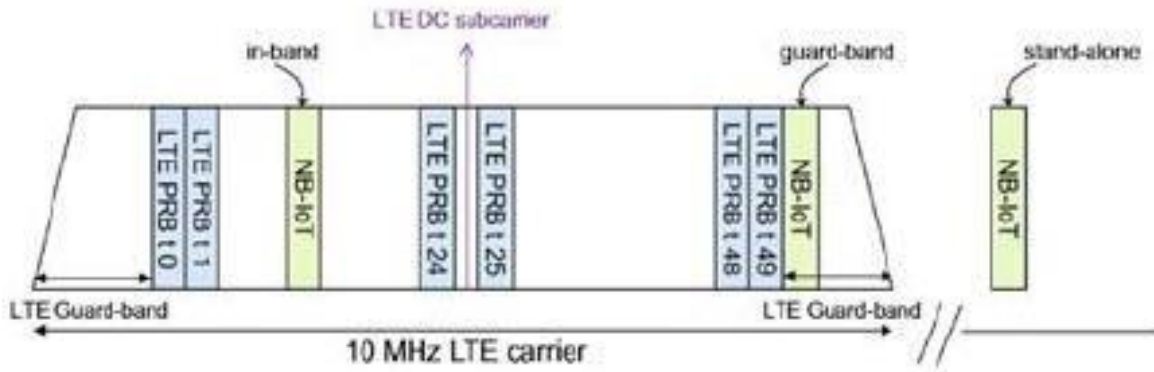 LTE DC subcarrier
in-band
guard-band
stand-alone
LTE PRB t 0
LTE PRB t 1
NB-IoT
LTE PRB t 24
LTE PRB t 25
LTE PRB t 48
LTE PRB t 49
NB-IoT
NB-IoT
LTE Guard-band
LTE Guard-band
10 MHz LTE carrier